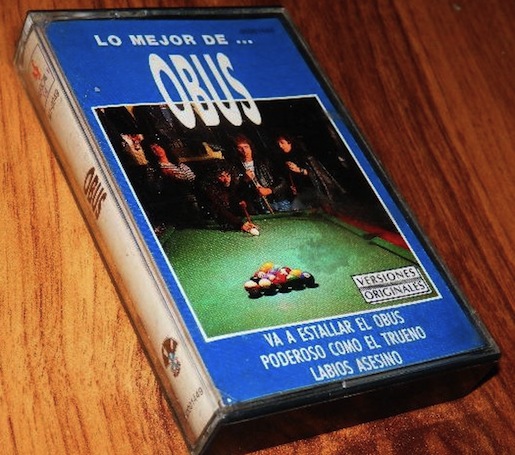 LO MEJOR DE ...
OBUS
VERSIONES
ORIGINALES
VA A ESTALLAR EL OBUS
PODEROSO COMO EL TRUENO
LABIOS ASESINO
OBUS